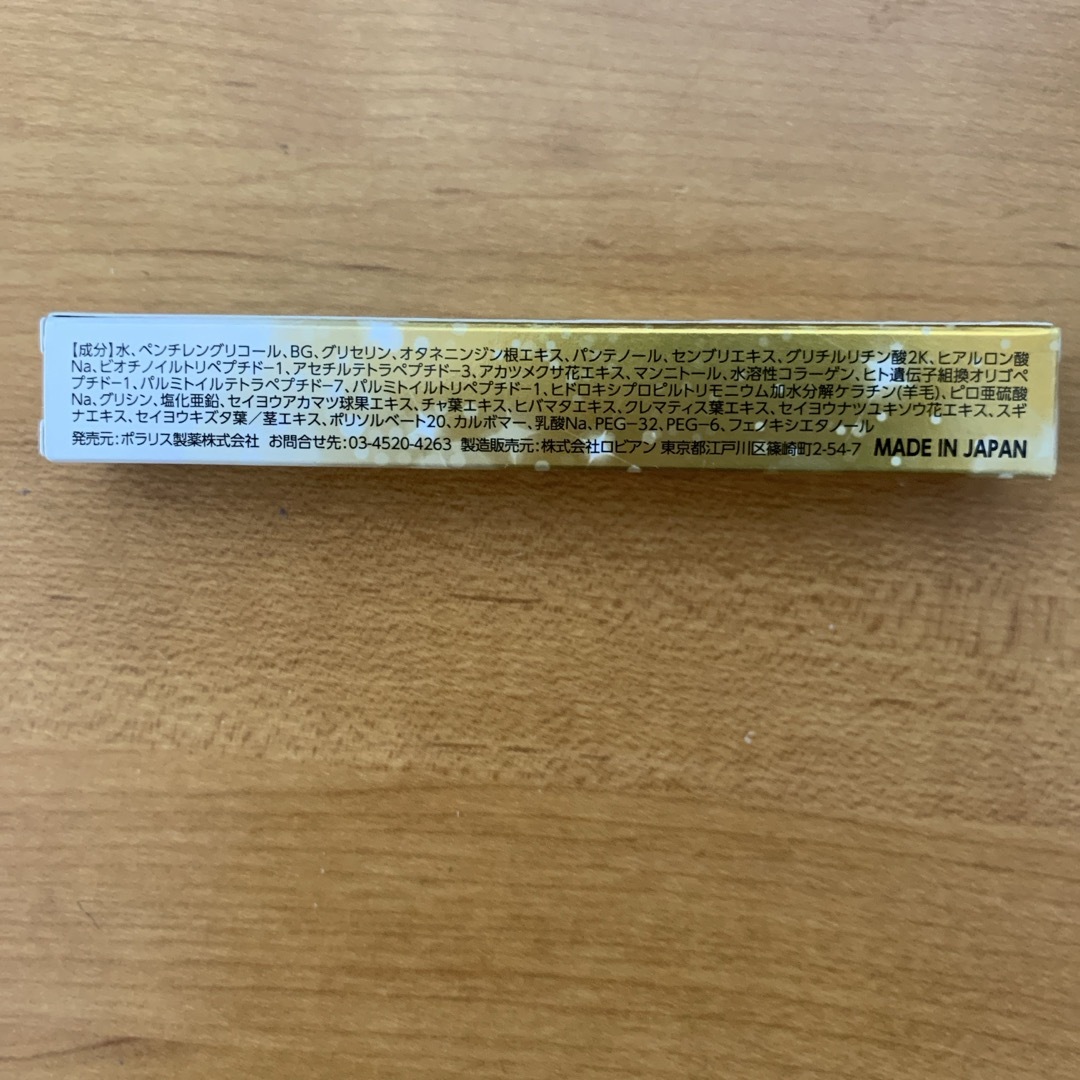 【成分】水、ペンチレングリコール、BG、グリセリン、オタネニンジン根エキス、パンテノール、センブリエキス、グリチルリチン酸2K、ヒアルロン酸
Na、ビオチノイルトリペプチド-1、アセチルテトラペプチド-3、アカツメクサ花エキス、マンニトール、水溶性コラーゲン、ヒト遺伝子組換オリゴペ
プチド-1、パルミトイルテトラペプチド-7、パルミトイルトリペプチド-1、ヒドロキシプロピルトリモニウム加水分解ケラチン(羊毛)、ピロ亜硫酸
Na、グリシン、塩化亜鉛、セイヨウアカマツ球果エキス、チャ葉エキス、ヒバマタエキス、クレマティス葉エキス、セイヨウナツユキソウ花エキス、スギ
ナエキス、セイヨウキズタ葉／茎エキス、ポリソルベート20、カルボマー、乳酸Na、PEG-32、PEG-6、フェノキシエタノール
発売元:ポラリス製薬株式会社 お問合せ先:03-4520-4263 製造販売元:株式会社ロビアン 東京都江戸川区篠崎町2-54-7 MADE IN JAPAN